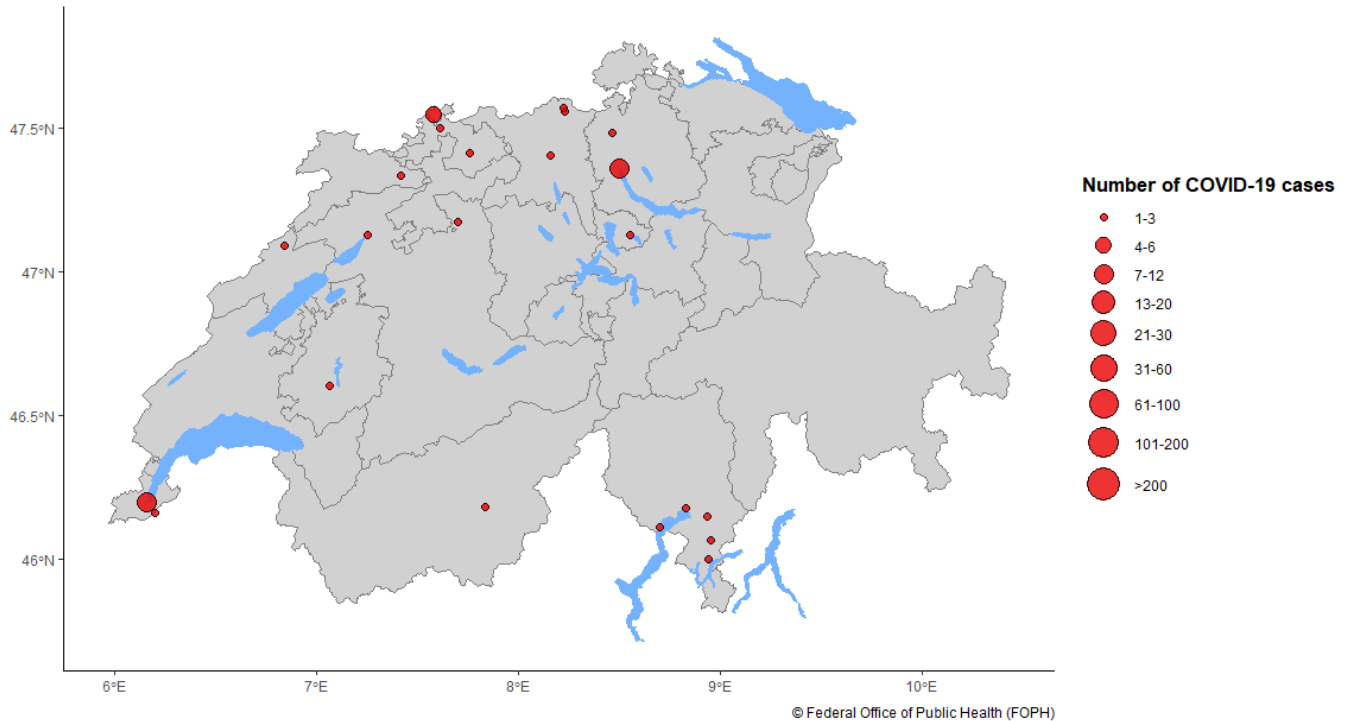 Number of COVID-19 cases
1-3
4-6
7-12
13-20
21-30
31-60
61-100
101-200
>200
47.5°N
47°N
46.5°N
46°N
6°E 7°E 8°E 9°E 10°E
© Federal Office of Public Health (FOPH)